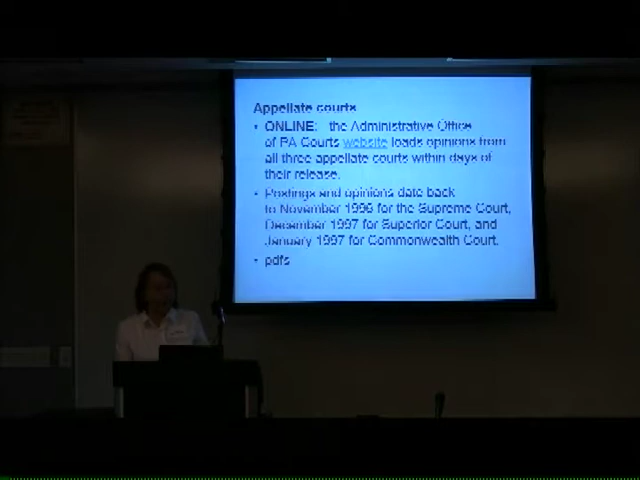 Appellate courts
• ONLINE: the Administrative Office
of PA Courts website loads opinions from
all three appellate courts within days of
their release.
• Postings and opinions date back
to November 1996 for the Supreme Court,
December 1997 for Superior Court, and
January 1997 for Commonwealth Court.
• pdfs